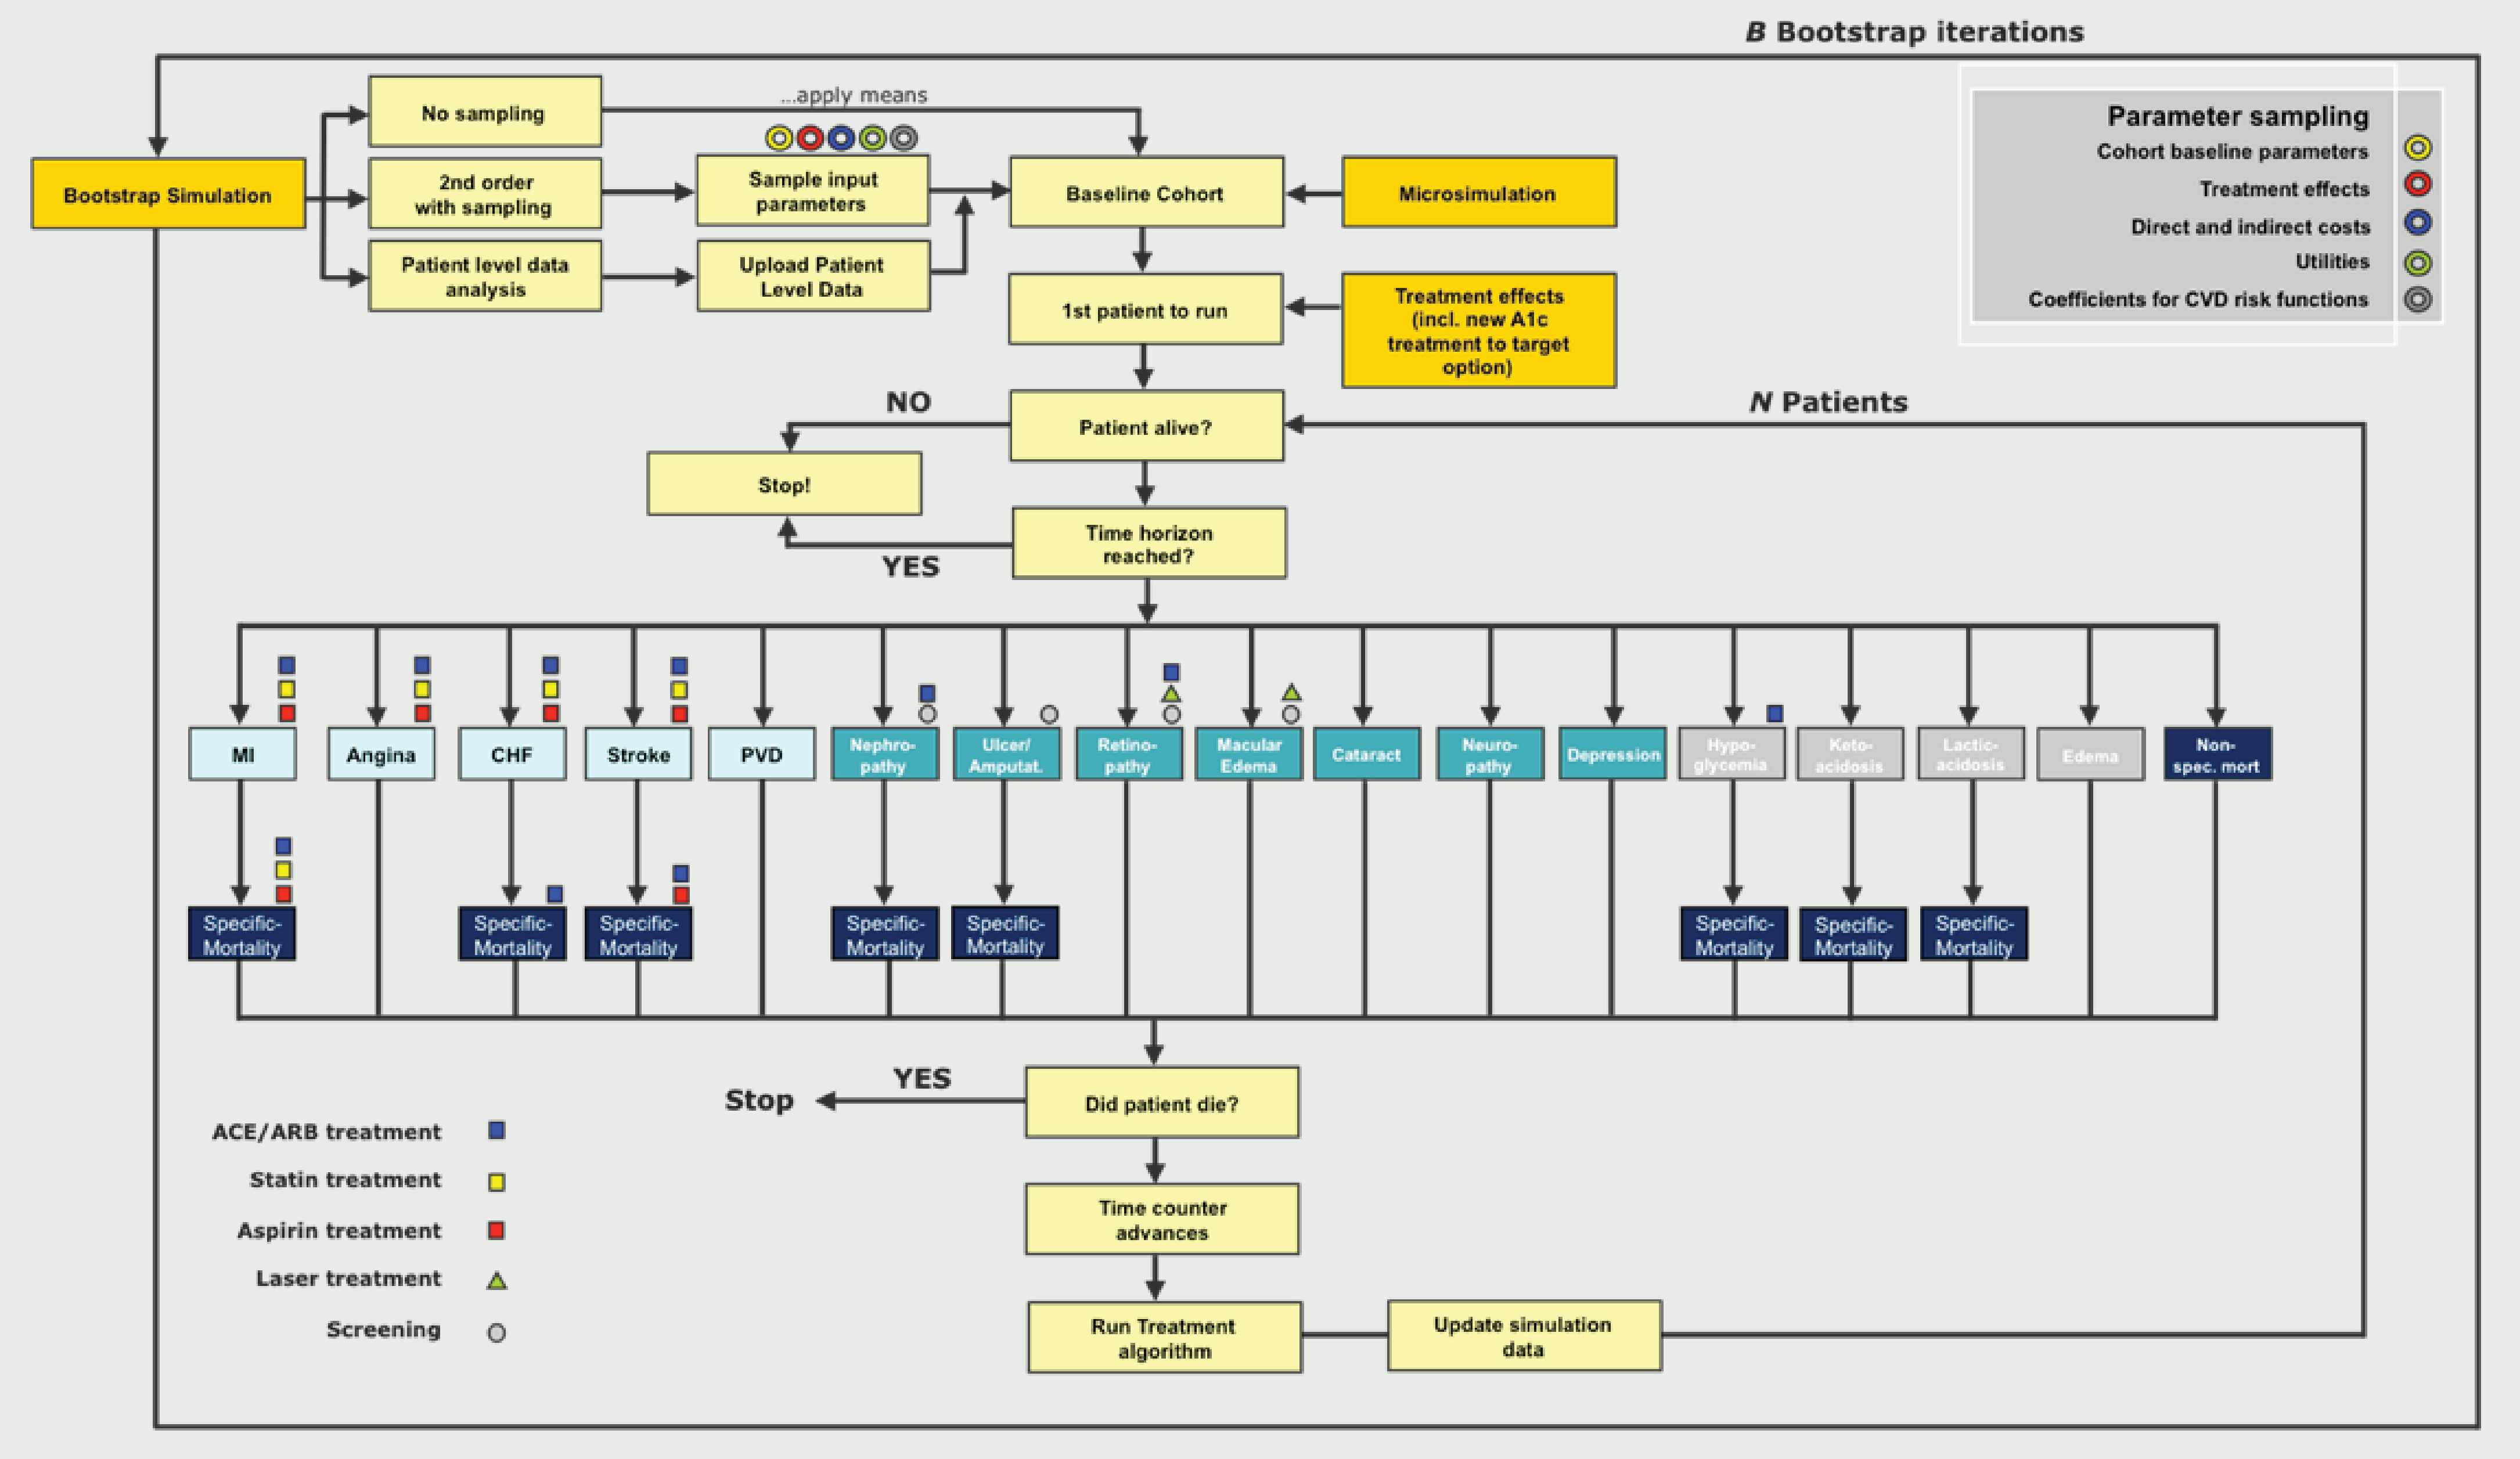 B Bootstrap iterations
No sampling
...apply means
Bootstrap Simulation
2nd order
with sampling
Sample input
parameters
Baseline Cohort
Microsimulation
Patient level data
analysis
Upload Patient
Level Data
1st patient to run
Treatment effects
(incl. new A1c
treatment to target
option)
Parameter sampling
Cohort baseline parameters
Treatment effects
Direct and indirect costs
Utilities
Coefficients for CVD risk functions
NO
Patient alive?
N Patients
Stop!
Time horizon
reached?
YES
MI
Angina
CHF
Stroke
PVD
Nephro-
pathy
Ulcer/
Amputat.
Retino-
pathy
Macular
Edema
Cataract
Neuro-
pathy
Depression
Hypo-
glycemia
Keto-
acidosis
Lactic-
acidosis
Edema
Non-
spec. mort
Specific-
Mortality
Specific-
Mortality
Specific-
Mortality
Specific-
Mortality
Specific-
Mortality
Specific-
Mortality
Specific-
Mortality
Specific-
Mortality
Stop
YES
Did patient die?
Time counter
advances
Run Treatment
algorithm
Update simulation
data
ACE/ARB treatment
Statin treatment
Aspirin treatment
Laser treatment
Screening